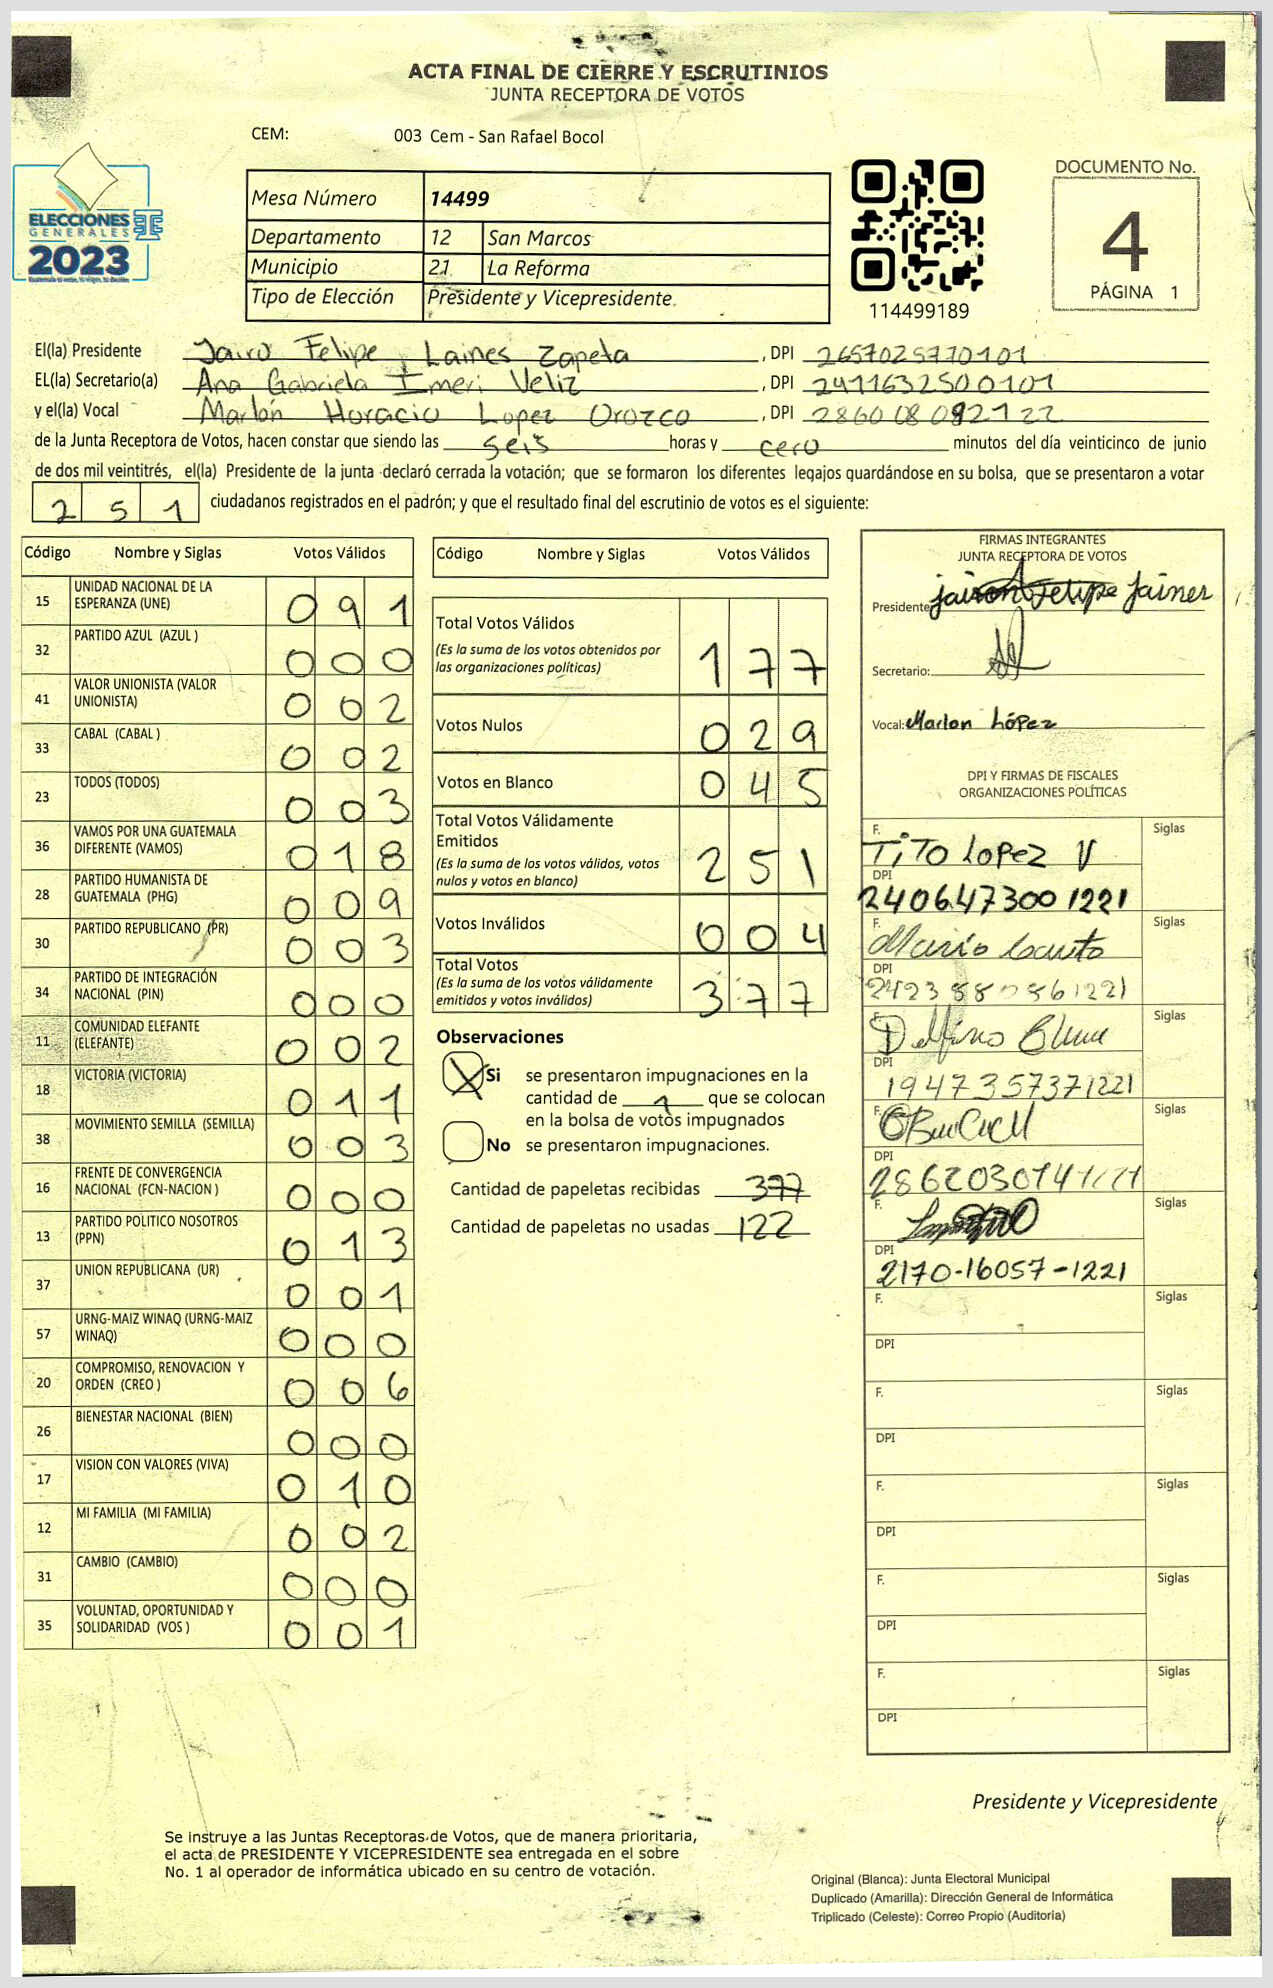 ACTA FINAL DE CIERRE Y ESCRUTINIOS
JUNTA RECEPTORA DE VOTOS
CEM: 003 Cem - San Rafael Bocol
ELECCIONES
GENERALES
2023
Mesa Número 14499
Departamento 12 San Marcos
Municipio 21 La Reforma
Tipo de Elección Presidente y Vicepresidente
114499189
DOCUMENTO No.
4
PÁGINA 1
El(la) Presidente Jairo Felipe Laines Zapeta, DPI 2657025770101
EL(la) Secretario(a) Ana Gabriela Imeri Veliz, DPI 2411632500101
y el(la) Vocal Marlon Horacio Lopez Orozco, DPI 2860
de la Junta Receptora de Votos, hacen constar que siendo las seis horas y cero minutos del día veinticinco de junio
de dos mil veintitrés, el(la) Presidente de la junta declaró cerrada la votación; que se formaron los diferentes legajos guardándose en su bolsa, que se presentaron a votar
2 5 1 ciudadanos registrados en el padrón; y que el resultado final del escrutinio de votos es el siguiente:
Código Nombre y Siglas Votos Válidos
15 UNIDAD NACIONAL DE LA ESPERANZA (UNE) 0 9 1
32 PARTIDO AZUL (AZUL ) 0 0 0
41 VALOR UNIONISTA (VALOR UNIONISTA) 0 0 2
33 CABAL (CABAL ) 0 0 2
23 TODOS (TODOS) 0 0 3
36 VAMOS POR UNA GUATEMALA DIFERENTE (VAMOS) 0 1 8
28 PARTIDO HUMANISTA DE GUATEMALA (PHG) 0 0 9
30 PARTIDO REPUBLICANO (PR) 0 0 3
34 PARTIDO DE INTEGRACIÓN NACIONAL (PIN) 0 0 0
11 COMUNIDAD ELEFANTE (ELEFANTE) 0 0 2
18 VICTORIA (VICTORIA) 0 1 1
38 MOVIMIENTO SEMILLA (SEMILLA) 0 0 3
16 FRENTE DE CONVERGENCIA NACIONAL (FCN-NACION ) 0 0 0
13 PARTIDO POLITICO NOSOTROS (PPN) 0 1 3
37 UNION REPUBLICANA (UR) 0 0 1
57 URNG-MAIZ WINAQ (URNG-MAIZ WINAQ) 0 0 0
20 COMPROMISO, RENOVACION Y ORDEN (CREO ) 0 0 6
26 BIENESTAR NACIONAL (BIEN) 0 0 0
17 VISION CON VALORES (VIVA) 0 1 0
12 MI FAMILIA (MI FAMILIA) 0 0 2
31 CAMBIO (CAMBIO) 0 0 0
35 VOLUNTAD, OPORTUNIDAD Y SOLIDARIDAD (VOS ) 0 0 1
Código Nombre y Siglas Votos Válidos
Total Votos Válidos
(Es la suma de los votos obtenidos por
las organizaciones políticas) 1 7 7
Votos Nulos 0 2 9
Votos en Blanco 0 4 5
Total Votos Válidamente
Emitidos
(Es la suma de los votos válidos, votos
nulos y votos en blanco) 2 5 1
Votos Inválidos 0 0 4
Total Votos
(Es la suma de los votos válidamente
emitidos y votos inválidos) 3 7 7
Observaciones
X Si se presentaron impugnaciones en la
cantidad de 1 que se colocan
en la bolsa de votos impugnados
No se presentaron impugnaciones.
Cantidad de papeletas recibidas 377
Cantidad de papeletas no usadas 122
FIRMAS INTEGRANTES
JUNTA RECEPTORA DE VOTOS
Presidente: Felipe
Secretario:
Vocal: Marlon López
DPI Y FIRMAS DE FISCALES
ORGANIZACIONES POLÍTICAS
F. TiTO LOPEZ V Siglas
DPI 2406473001221
F. Mario Siglas
DPI 2423880861221
F. Delfino Siglas
DPI 1947357371221
F. Siglas
DPI
F. Siglas
DPI 2170-16057-1221
F. Siglas
DPI
F. Siglas
DPI
F. Siglas
DPI
F. Siglas
DPI
F. Siglas
DPI
Presidente y Vicepresidente
Se instruye a las Juntas Receptoras de Votos, que de manera prioritaria,
el acta de PRESIDENTE Y VICEPRESIDENTE sea entregada en el sobre
No. 1 al operador de informática ubicado en su centro de votación.
Original (Blanca): Junta Electoral Municipal
Duplicado (Amarilla): Dirección General de Informática
Triplicado (Celeste): Correo Propio (Auditoria)